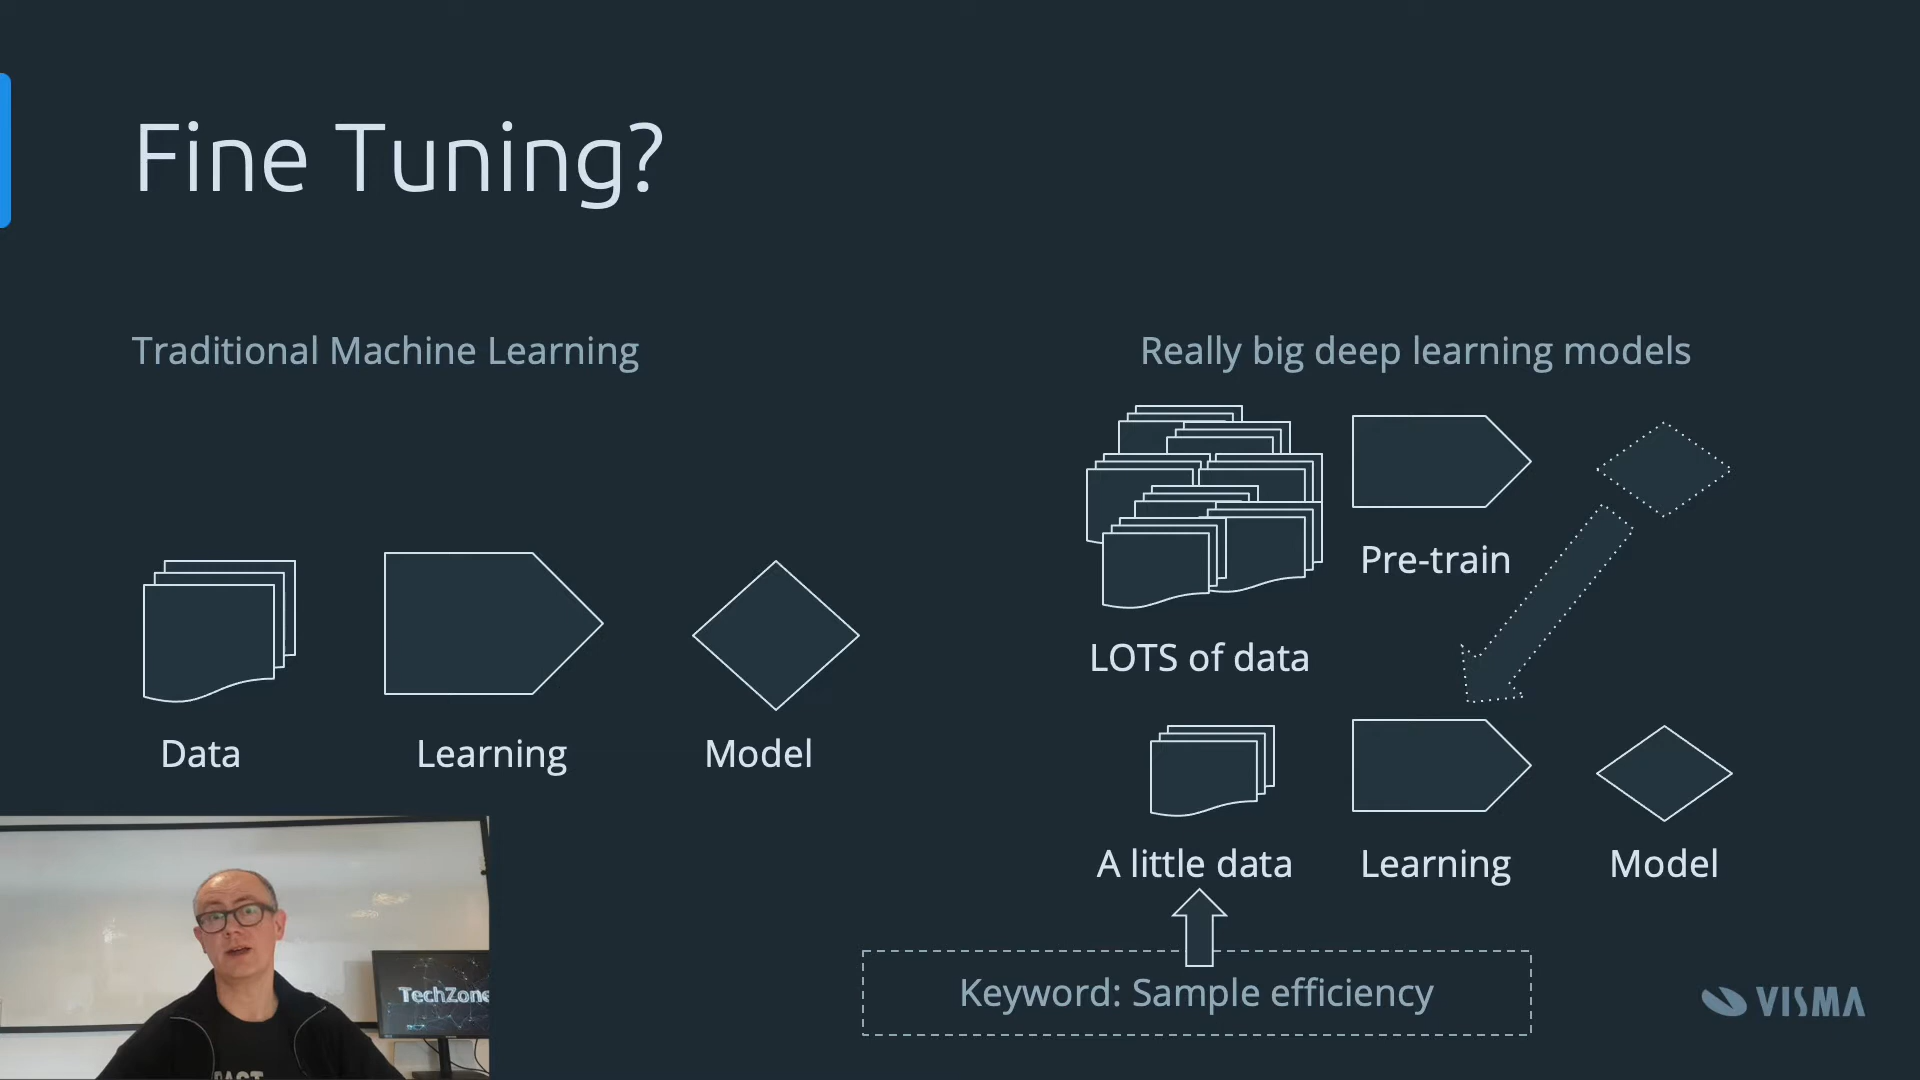 Fine Tuning?
Traditional Machine Learning
Data
Learning
Model
Really big deep learning models
Pre-train
LOTS of data
A little data
Learning
Model
Keyword: Sample efficiency
VISMA
TechZone